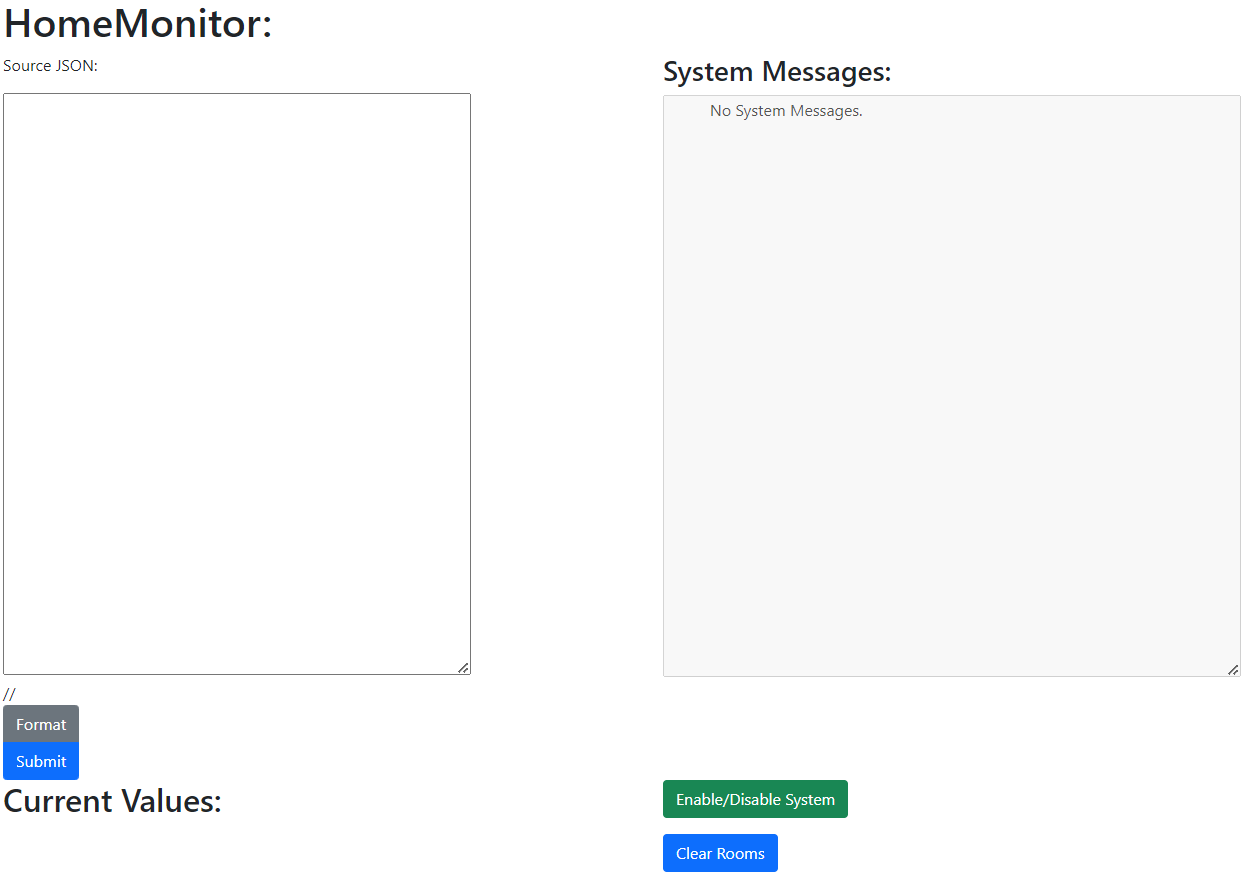 HomeMonitor:
Source JSON:
System Messages:
No System Messages.
//
Format
Submit
Current Values:
Enable/Disable System
Clear Rooms